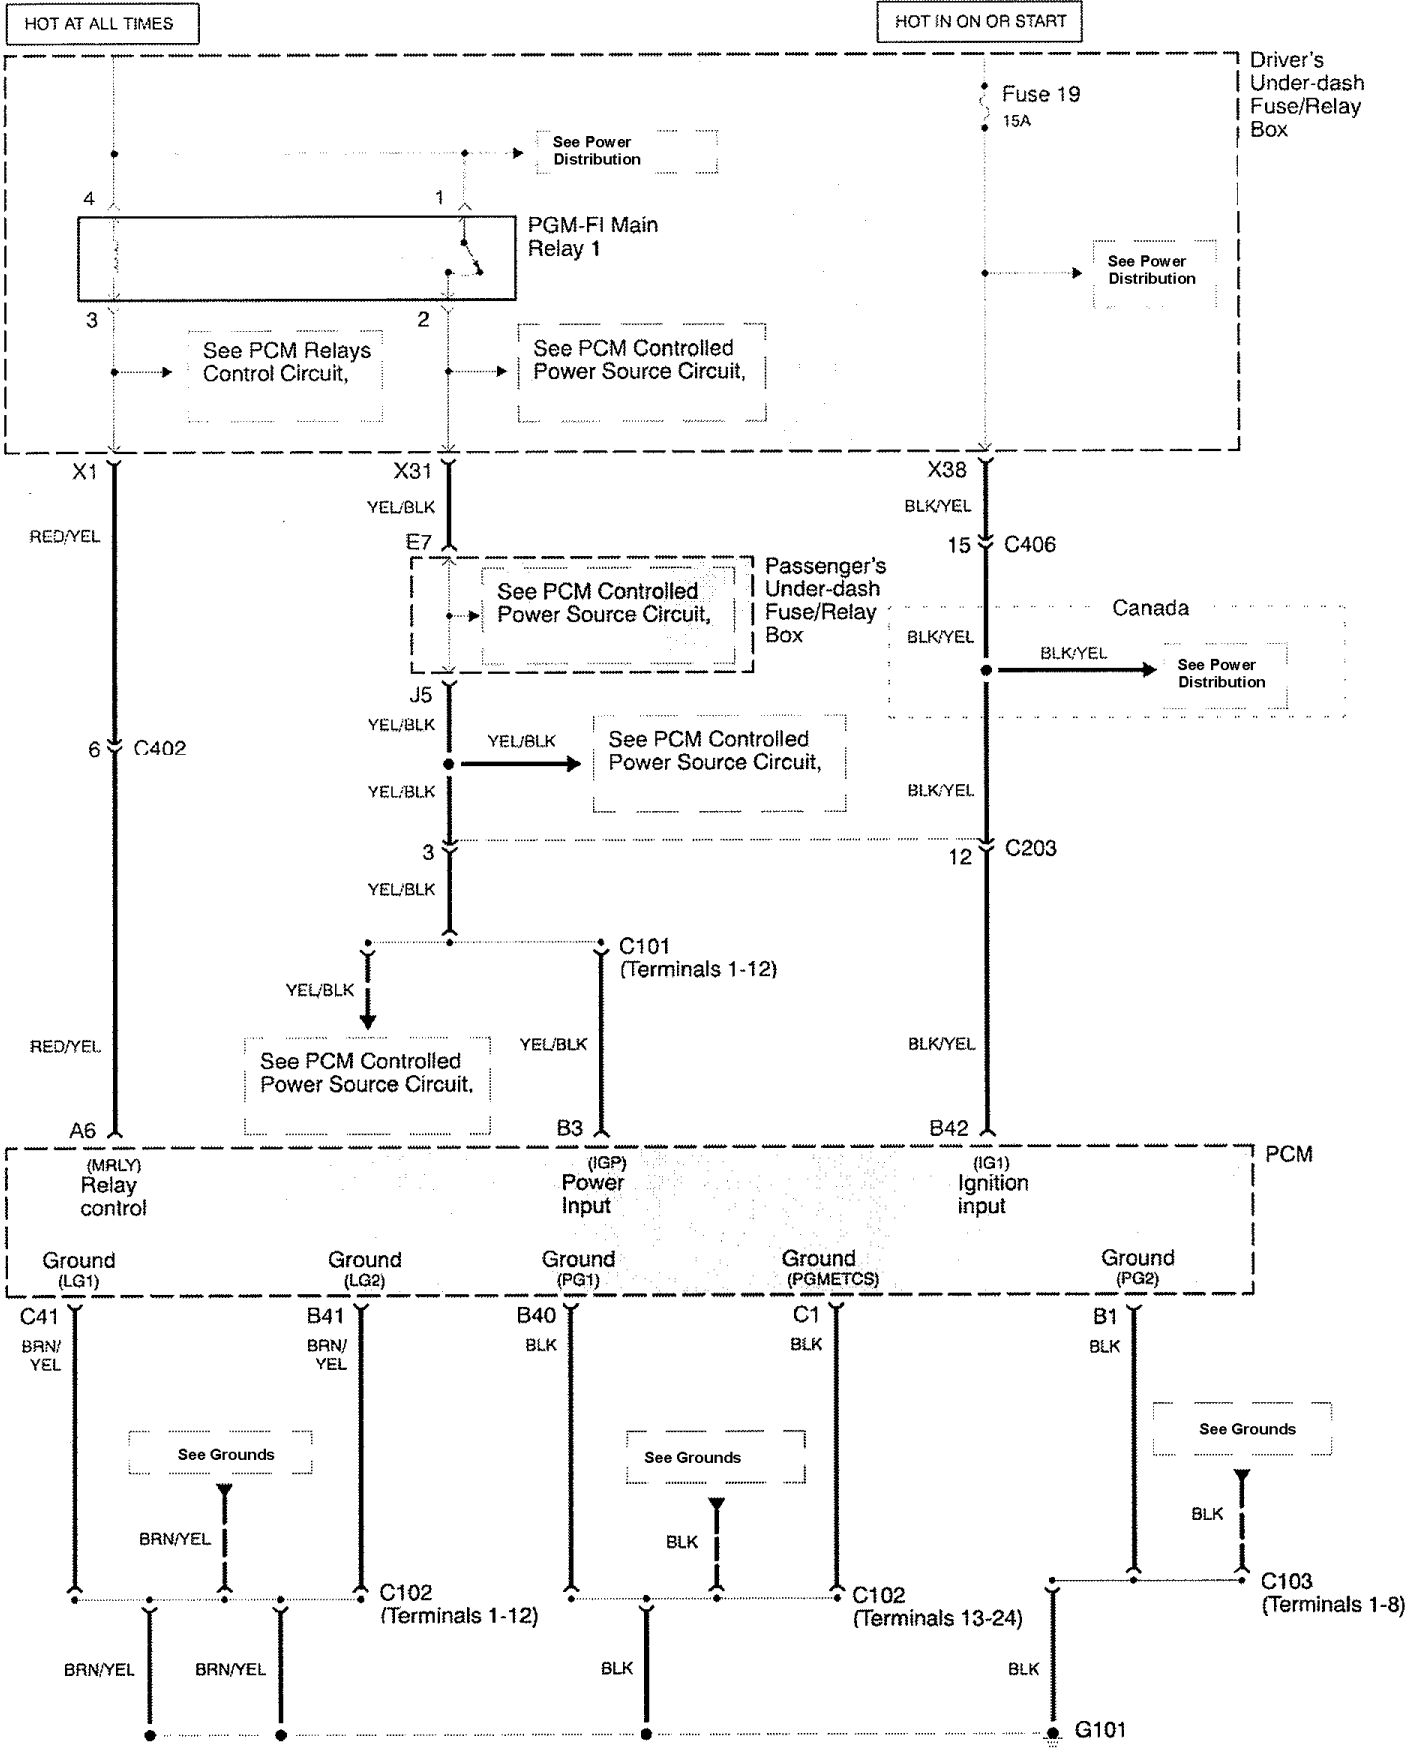 HOT AT ALL TIMES
HOT IN ON OR START
Driver's
Under-dash
Fuse/Relay
Box
Fuse 19
15A
See Power
Distribution
4
1
PGM-FI Main
Relay 1
See Power
Distribution
3
2
See PCM Relays
Control Circuit,
See PCM Controlled
Power Source Circuit,
X1
X31
X38
YEL/BLK
BLK/YEL
RED/YEL
E7
15
C406
Passenger's
Under-dash
Fuse/Relay
Box
See PCM Controlled
Power Source Circuit,
Canada
BLK/YEL
BLK/YEL
See Power
Distribution
J5
YEL/BLK
YEL/BLK
See PCM Controlled
Power Source Circuit,
6
C402
YEL/BLK
BLK/YEL
3
12
C203
YEL/BLK
C101
(Terminals 1-12)
YEL/BLK
RED/YEL
YEL/BLK
BLK/YEL
See PCM Controlled
Power Source Circuit,
A6
B3
B42
PCM
(MRLY)
Relay
control
(IGP)
Power
Input
(IG1)
Ignition
input
Ground
(LG1)
Ground
(LG2)
Ground
(PG1)
Ground
(PGMETCS)
Ground
(PG2)
C41
B41
B40
C1
B1
BRN/
YEL
BRN/
YEL
BLK
BLK
BLK
See Grounds
See Grounds
See Grounds
BRN/YEL
BLK
BLK
C102
(Terminals 1-12)
C102
(Terminals 13-24)
C103
(Terminals 1-8)
BRN/YEL
BRN/YEL
BLK
BLK
G101